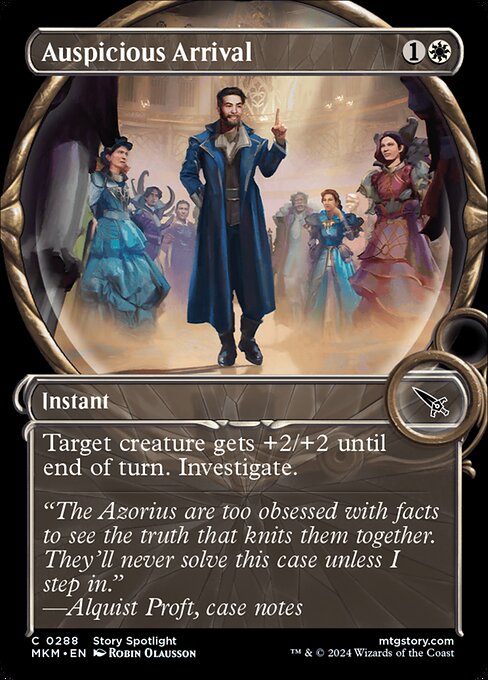 Auspicious Arrival 1
Instant
Target creature gets +2/+2 until
end of turn. Investigate.
“The Azorius are too obsessed with facts
to see the truth that knits them together.
They’ll never solve this case unless I
step in.”
—Alquist Proft, case notes
C 0288 Story Spotlight mtgstory.com
MKM • EN Robin Olausson ™ & © 2024 Wizards of the Coast